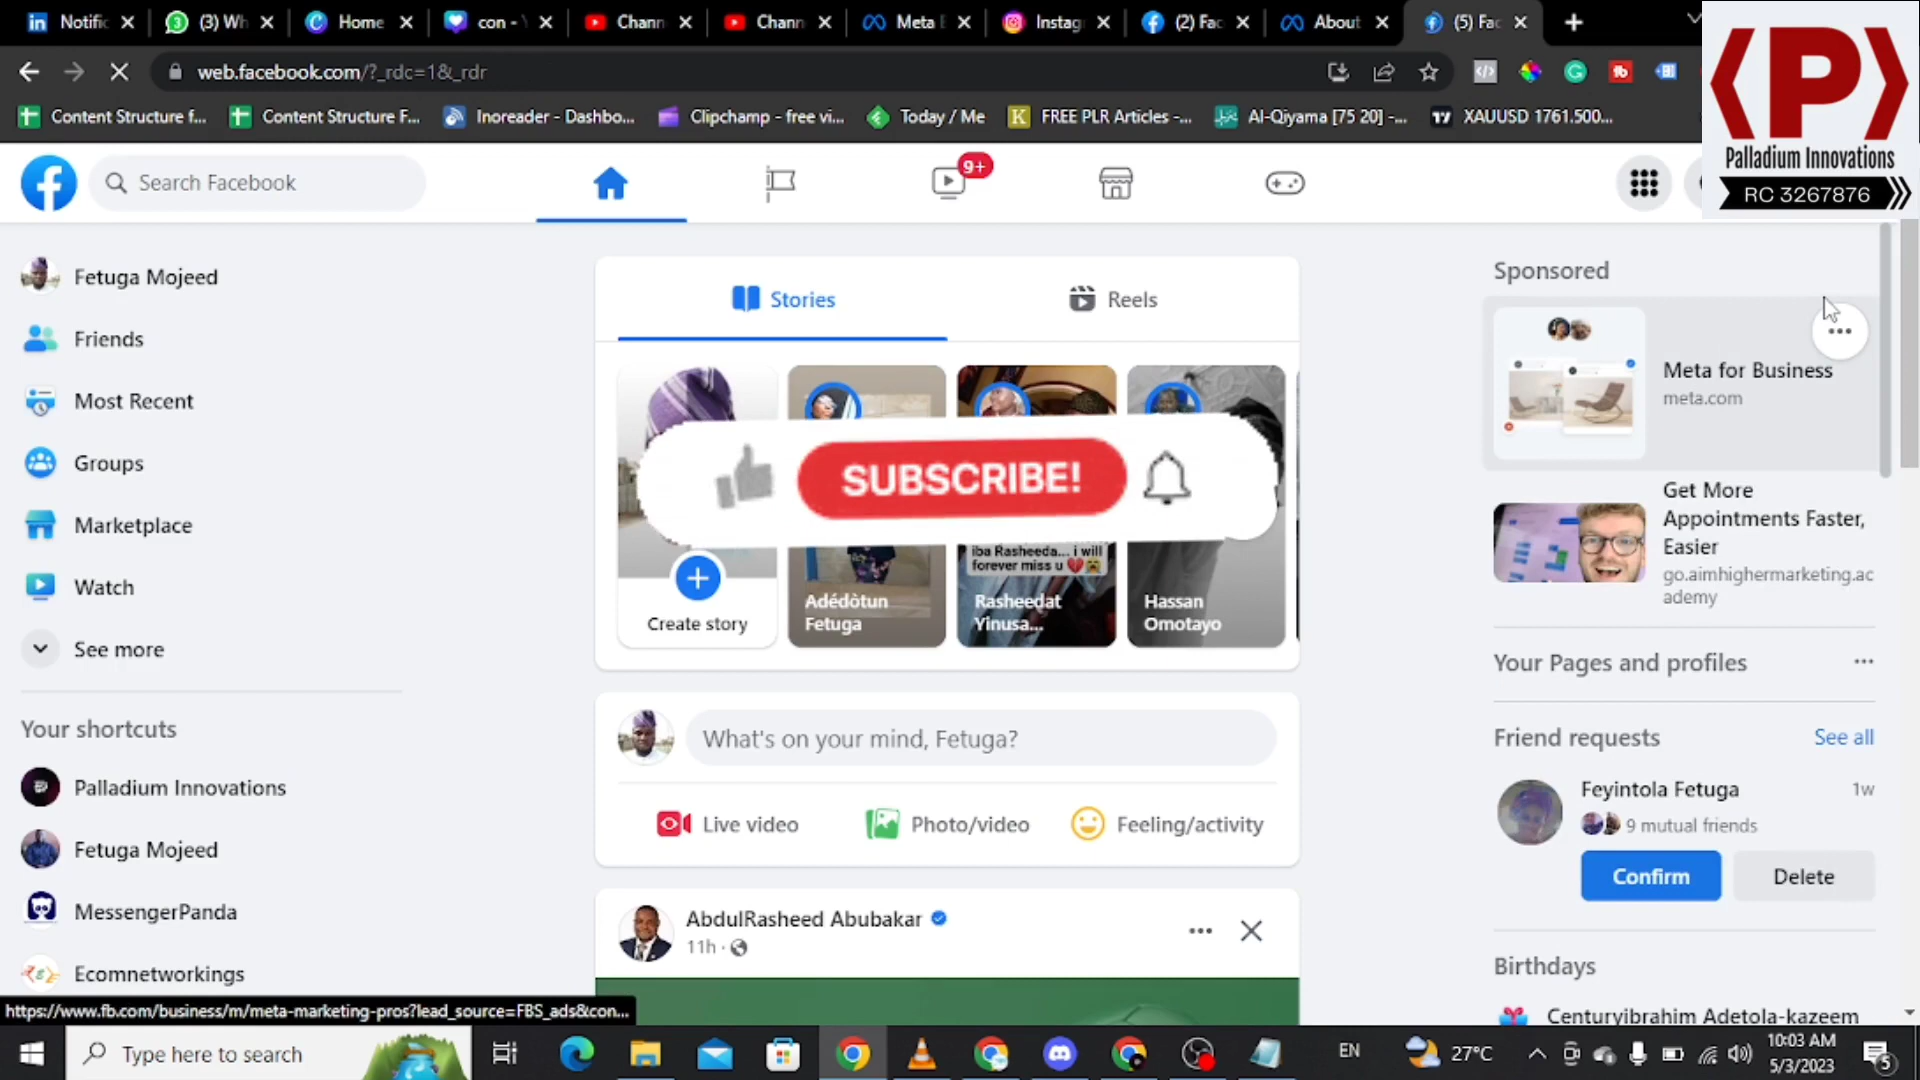 Notific
(3) Wh
Home
con -
Chann
Chann
Meta E
Instag
(2) Fac
About
(5) Fac
web.facebook.com/?_rdc=1&_rdr
Content Structure f...
Content Structure F...
Inoreader - Dashbo...
Clipchamp - free vi...
Today / Me
FREE PLR Articles -...
Al-Qiyama [75 20] -...
XAUUSD 1761.500...
P
Palladium Innovations
RC 3267876
Search Facebook
9+
Fetuga Mojeed
Friends
Most Recent
Groups
Marketplace
Watch
See more
Your shortcuts
Palladium Innovations
Fetuga Mojeed
MessengerPanda
Ecomnetworkings
Stories
Reels
SUBSCRIBE!
Create story
Adédòtun
Fetuga
iba Rasheeda... i will
forever miss u
Rasheedat
Yinusa...
Hassan
Omotayo
What's on your mind, Fetuga?
Live video
Photo/video
Feeling/activity
AbdulRasheed Abubakar
11h
Sponsored
Meta for Business
meta.com
Get More
Appointments Faster,
Easier
go.aimhighermarketing.ac
ademy
Your Pages and profiles
Friend requests
See all
Feyintola Fetuga
1w
9 mutual friends
Confirm
Delete
Birthdays
Centuryibrahim Adetola-kazeem
https://www.fb.com/business/m/meta-marketing-pros?lead_source=FBS_ads&con...
Type here to search
EN
27°C
10:03 AM
5/3/2023
5